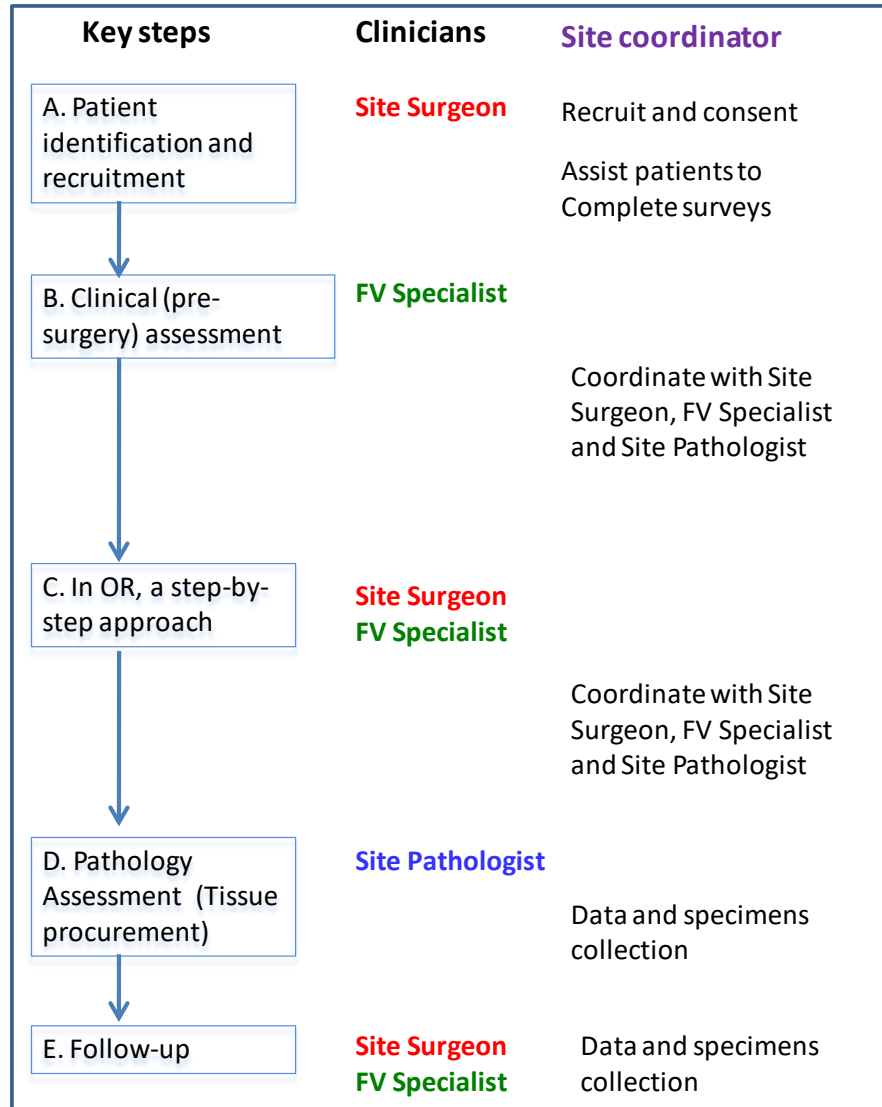 Key steps
Clinicians
Site coordinator
A. Patient
identification and
recruitment
Site Surgeon
Recruit and consent
Assist patients to
Complete surveys
B. Clinical (pre-
surgery) assessment
FV Specialist
Coordinate with Site
Surgeon, FV Specialist
and Site Pathologist
C. In OR, a step-by-
step approach
Site Surgeon
FV Specialist
Coordinate with Site
Surgeon, FV Specialist
and Site Pathologist
D. Pathology
Assessment (Tissue
procurement)
Site Pathologist
Data and specimens
collection
E. Follow-up
Site Surgeon
FV Specialist
Data and specimens
collection